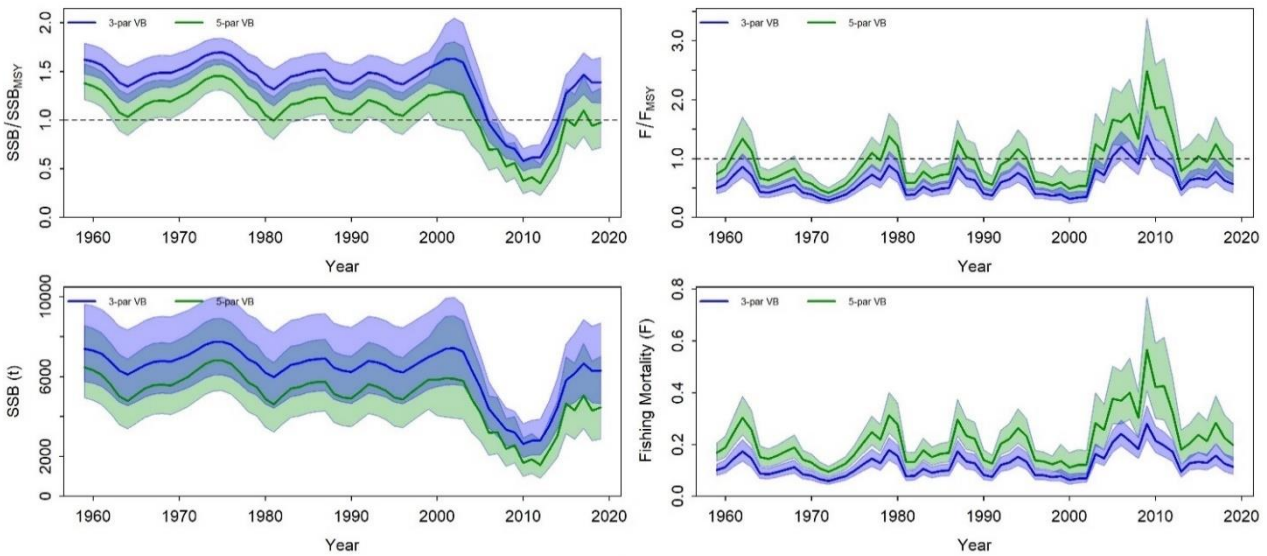 3-par VB 5-par VB
SSB/SSB_MSY
2.0
1.5
1.0
0.5
0.0
1960 1970 1980 1990 2000 2010 2020
Year
3-par VB 5-par VB
F/F_MSY
3.0
2.0
1.0
0.0
1960 1970 1980 1990 2000 2010 2020
Year
3-par VB 5-par VB
SSB (t)
10000
6000
2000
0
1960 1970 1980 1990 2000 2010 2020
Year
3-par VB 5-par VB
Fishing Mortality (F)
0.8
0.6
0.4
0.2
0.0
1960 1970 1980 1990 2000 2010 2020
Year